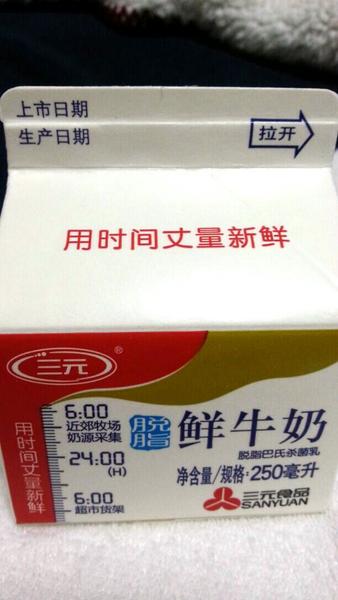 上市日期
生产日期
拉开
用时间丈量新鲜
三元®
用时间丈量新鲜
6:00
近郊牧场
奶源采集
24:00
(H)
6:00
超市货架
脱脂
鲜牛奶
脱脂巴氏杀菌乳
净含量/规格:250毫升
三元食品
SANYUAN